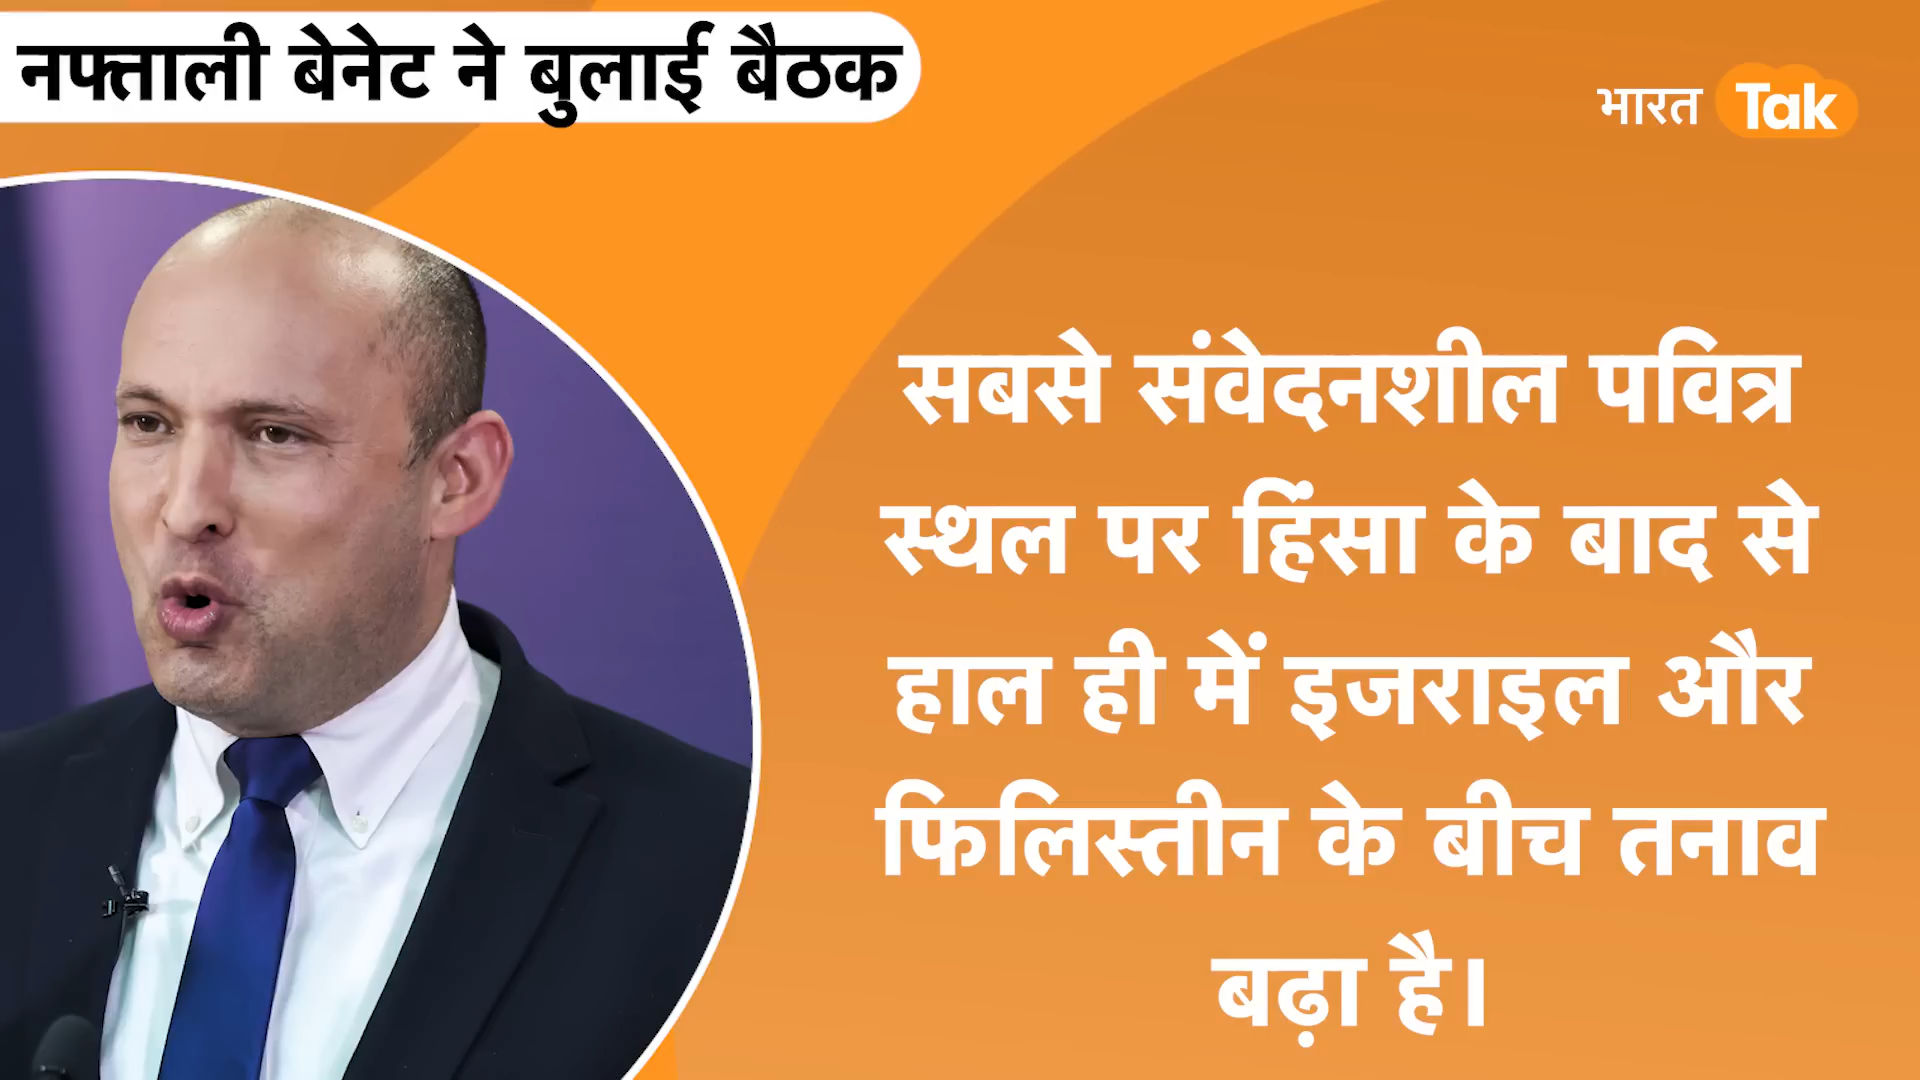 नफ्ताली बेनेट ने बुलाई बैठक
भारत Tak
सबसे संवेदनशील पवित्र
स्थल पर हिंसा के बाद से
हाल ही में इजराइल और
फिलिस्तीन के बीच तनाव
बढ़ा है।